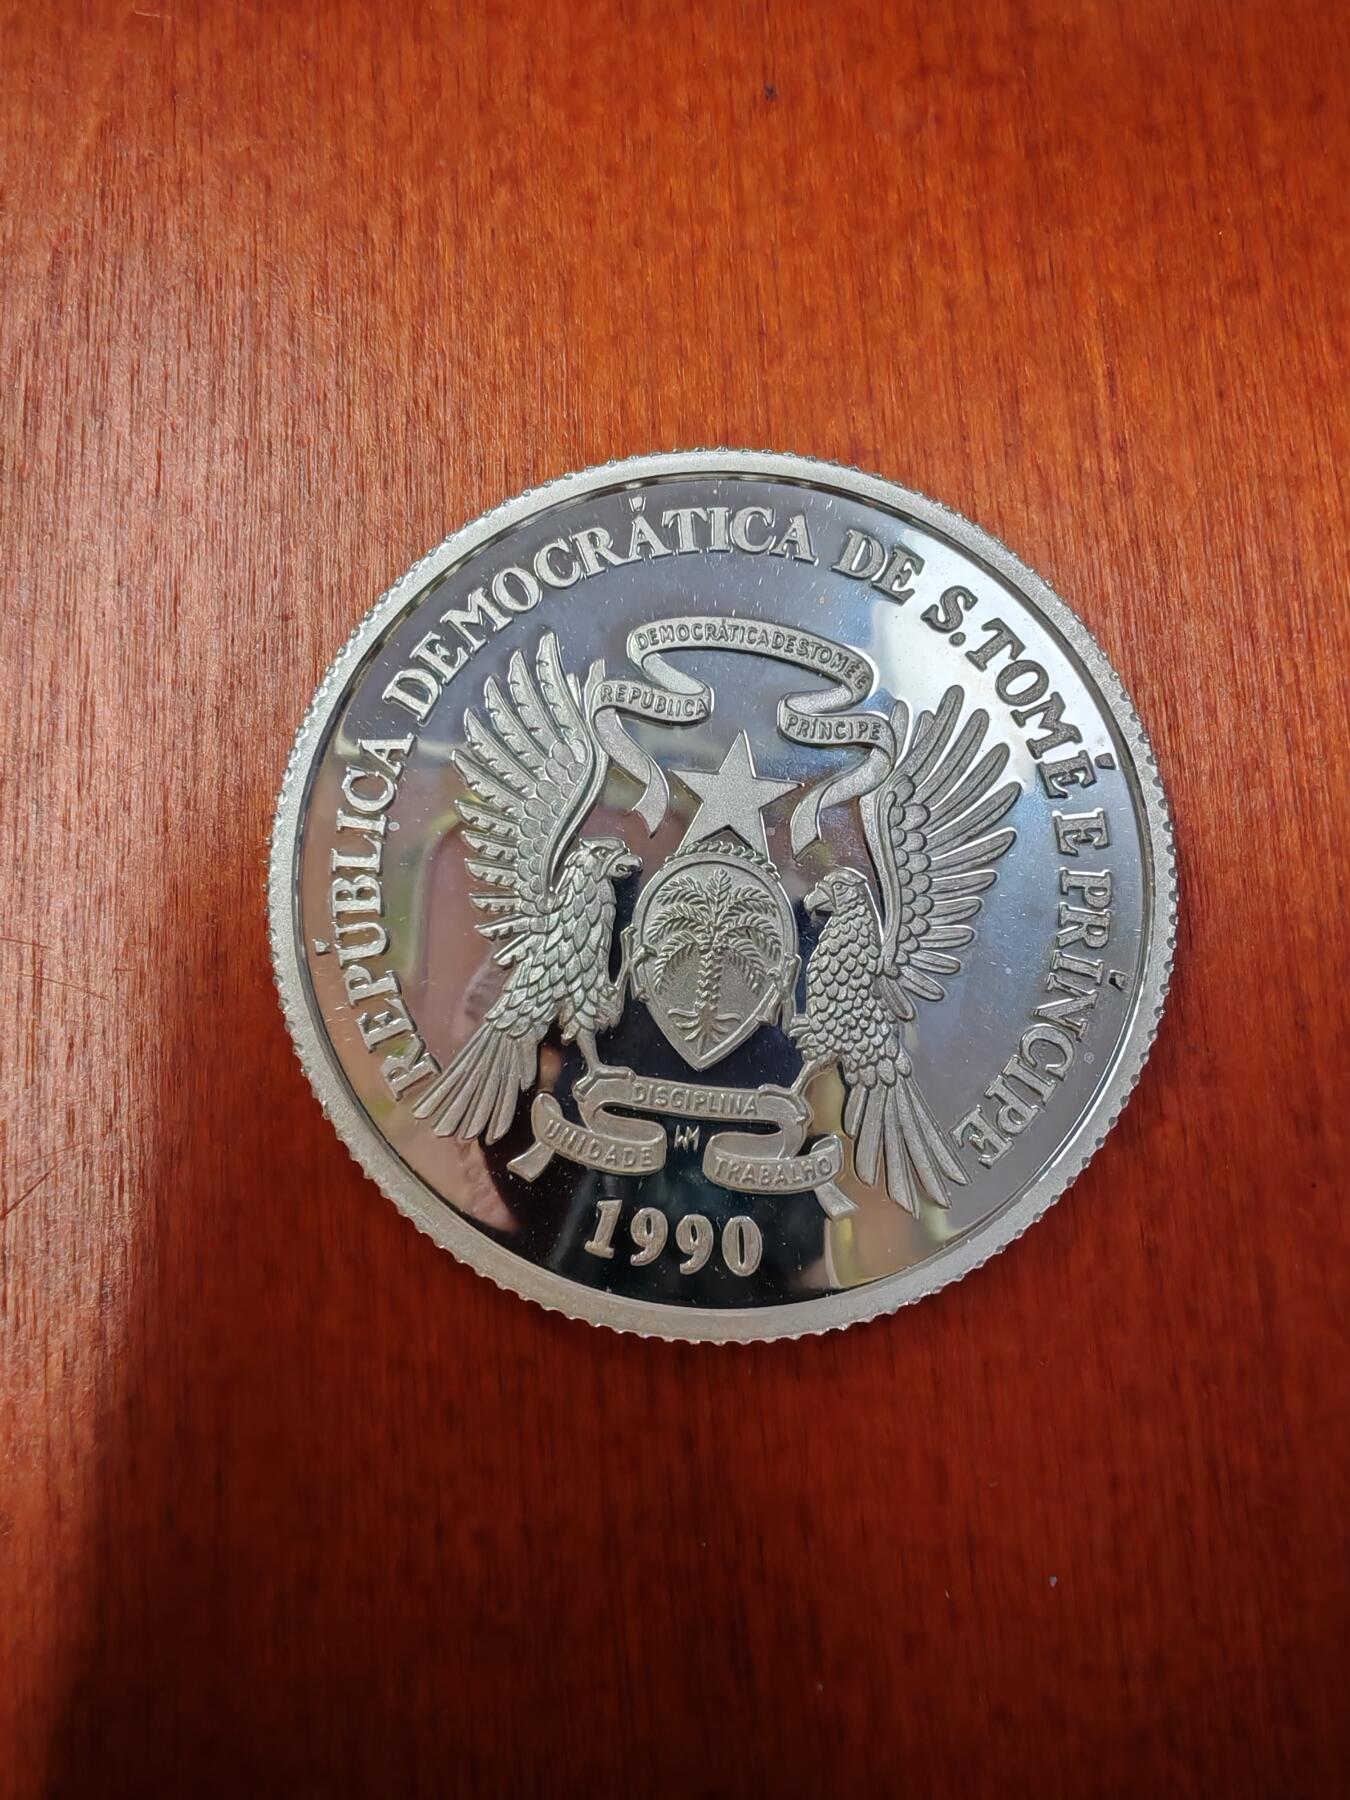 REPÚBLICA DEMOCRÁTICA DE S. TOMÉ E PRÍNCIPE
REPÚBLICA DEMOCRÁTICA DE S TOMÉ E PRÍNCIPE
DISCIPLINA
UNIDADE TRABALHO
1990